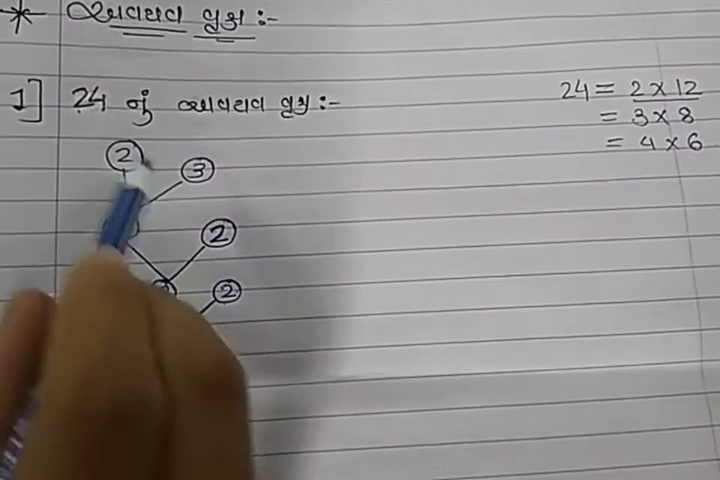 * અવયવ વૃક્ષ :-
1] 24 નું અવયવ વૃક્ષ :-
24 = 2 x 12
= 3 x 8
= 4 x 6
2
3
2
2